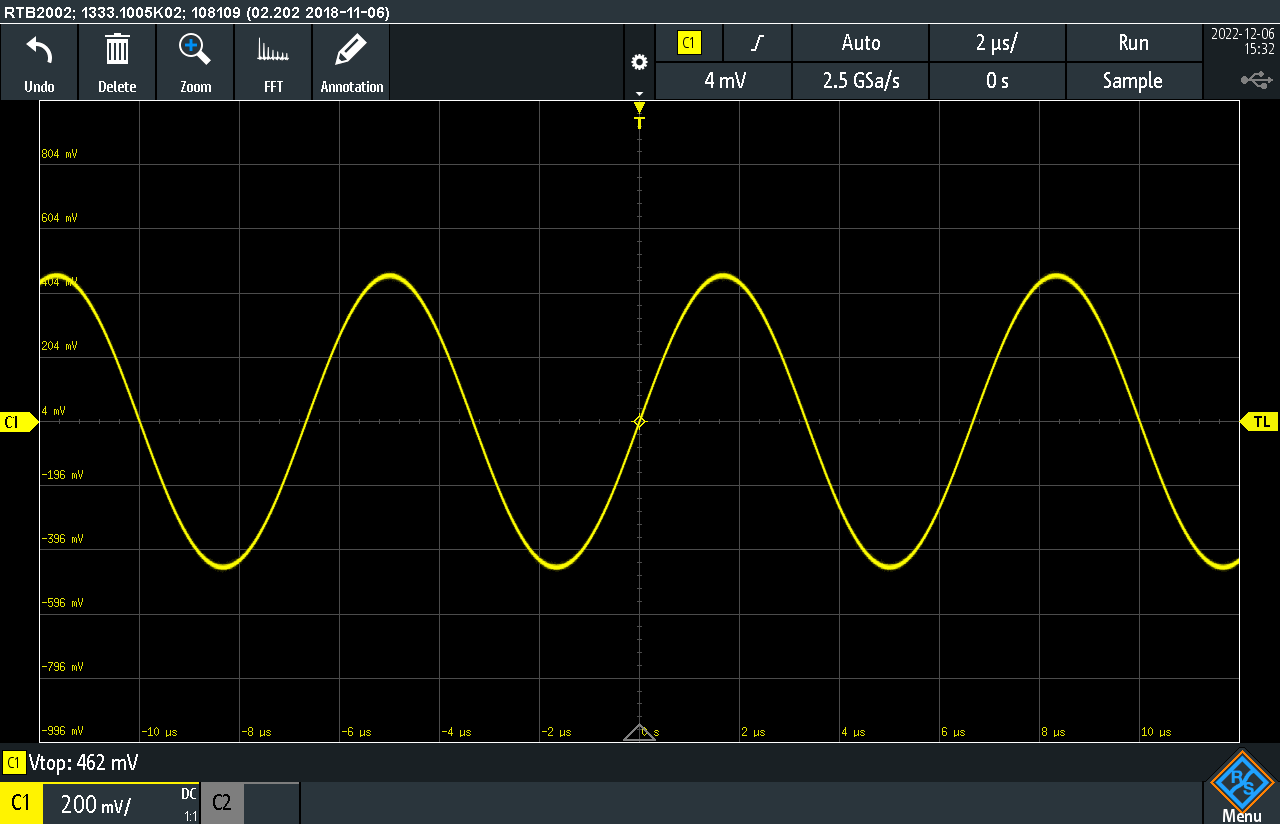 RTB2002; 1333.1005K02; 108109 (02.202 2018-11-06)
Undo
Delete
Zoom
FFT
Annotation
C1
Auto
2 µs/
Run
2022-12-06
15:32
4 mV
2.5 GSa/s
0 s
Sample
T
804 mV
604 mV
404 mV
204 mV
4 mV
C1
TL
-196 mV
-396 mV
-596 mV
-796 mV
-996 mV
-10 µs
-8 µs
-6 µs
-4 µs
-2 µs
0 s
2 µs
4 µs
6 µs
8 µs
10 µs
C1 Vtop: 462 mV
C1
200 mV/
DC
1:1
C2
R S
Menu